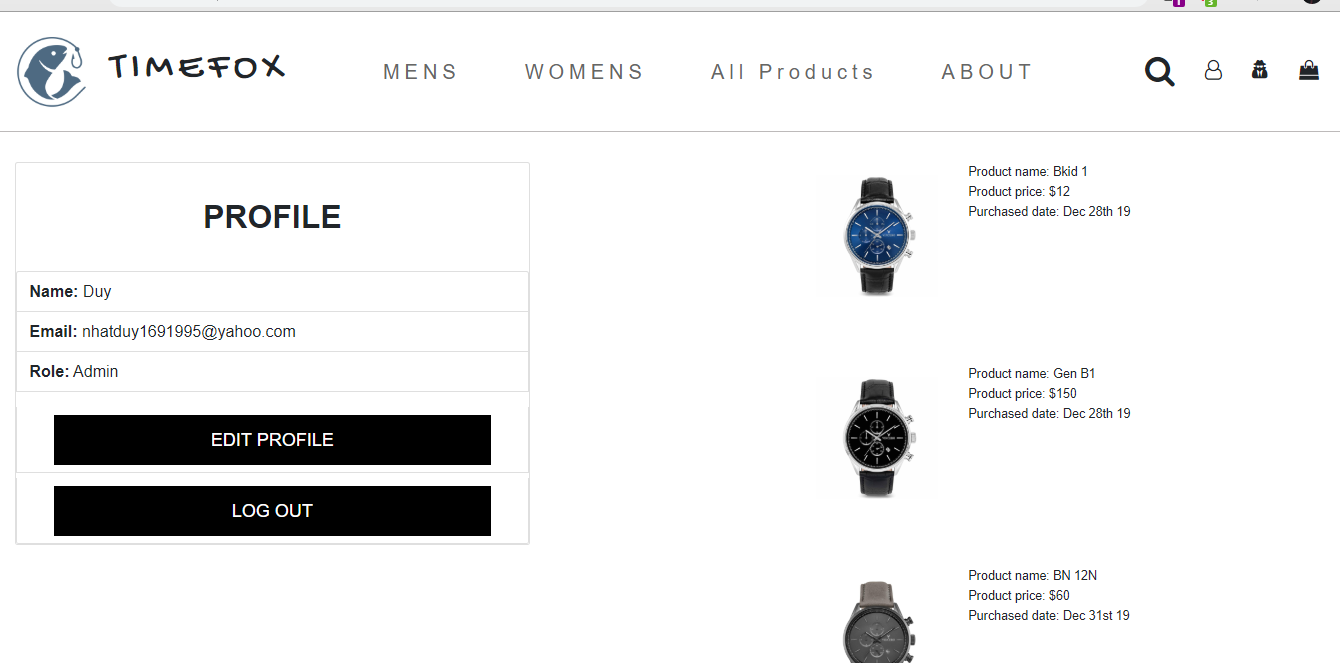 TIMEFOX
MENS
WOMENS
All Products
ABOUT
PROFILE
Name: Duy
Email: nhatduy1691995@yahoo.com
Role: Admin
EDIT PROFILE
LOG OUT
Product name: Bkid 1
Product price: $12
Purchased date: Dec 28th 19
Product name: Gen B1
Product price: $150
Purchased date: Dec 28th 19
Product name: BN 12N
Product price: $60
Purchased date: Dec 31st 19